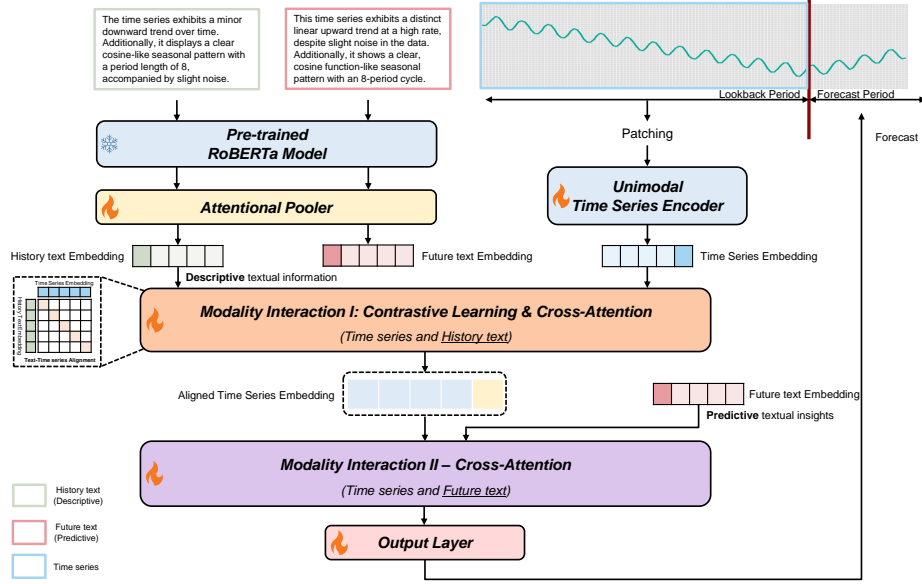 The time series exhibits a minor
downward trend over time.
Additionally, it displays a clear
cosine-like seasonal pattern with
a period length of 8,
accompanied by slight noise.
This time series exhibits a distinct
linear upward trend at a high rate,
despite slight noise in the data.
Additionally, it shows a clear,
cosine function-like seasonal
pattern with an 8-period cycle.
Lookback Period
Forecast Period
Pre-trained
RoBERTa Model
Patching
Forecast
Attentional Pooler
Unimodal
Time Series Encoder
History text Embedding
Future text Embedding
Time Series Embedding
Descriptive textual information
Time Series Embedding
History Text Embedding
Text-Time series Alignment
Modality Interaction I: Contrastive Learning & Cross-Attention
(Time series and History text)
Aligned Time Series Embedding
Future text Embedding
Predictive textual insights
Modality Interaction II – Cross-Attention
(Time series and Future text)
Output Layer
History text
(Descriptive)
Future text
(Predictive)
Time series